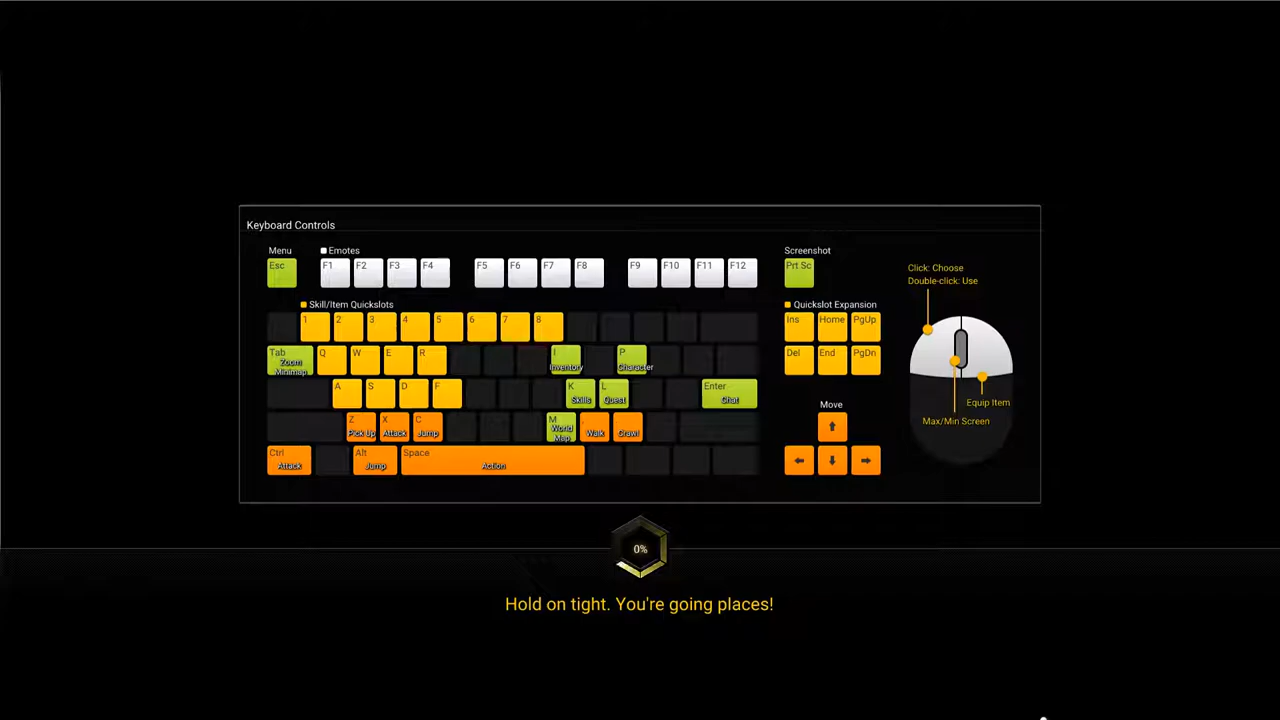 Keyboard Controls
Menu
Emotes
Screenshot
Esc
F1 F2 F3 F4 F5 F6 F7 F8 F9 F10 F11 F12
Prt Sc
Click: Choose
Double-click: Use
Skill/Item Quickslots
Quickslot Expansion
1 2 3 4 5 6 7 8
Ins Home PgUp
Tab
Zoom
Minimap
Q W E R
I
Inventory
P
Character
Del End PgDn
A S D F
K
Skills
L
Quest
Enter
Chat
Equip Item
Max/Min Screen
Move
Z
Pick Up
X
Attack
C
Jump
M
World
Map
,
Walk
.
Crawl
Ctrl
Attack
Alt
Jump
Space
Action
0%
Hold on tight. You're going places!